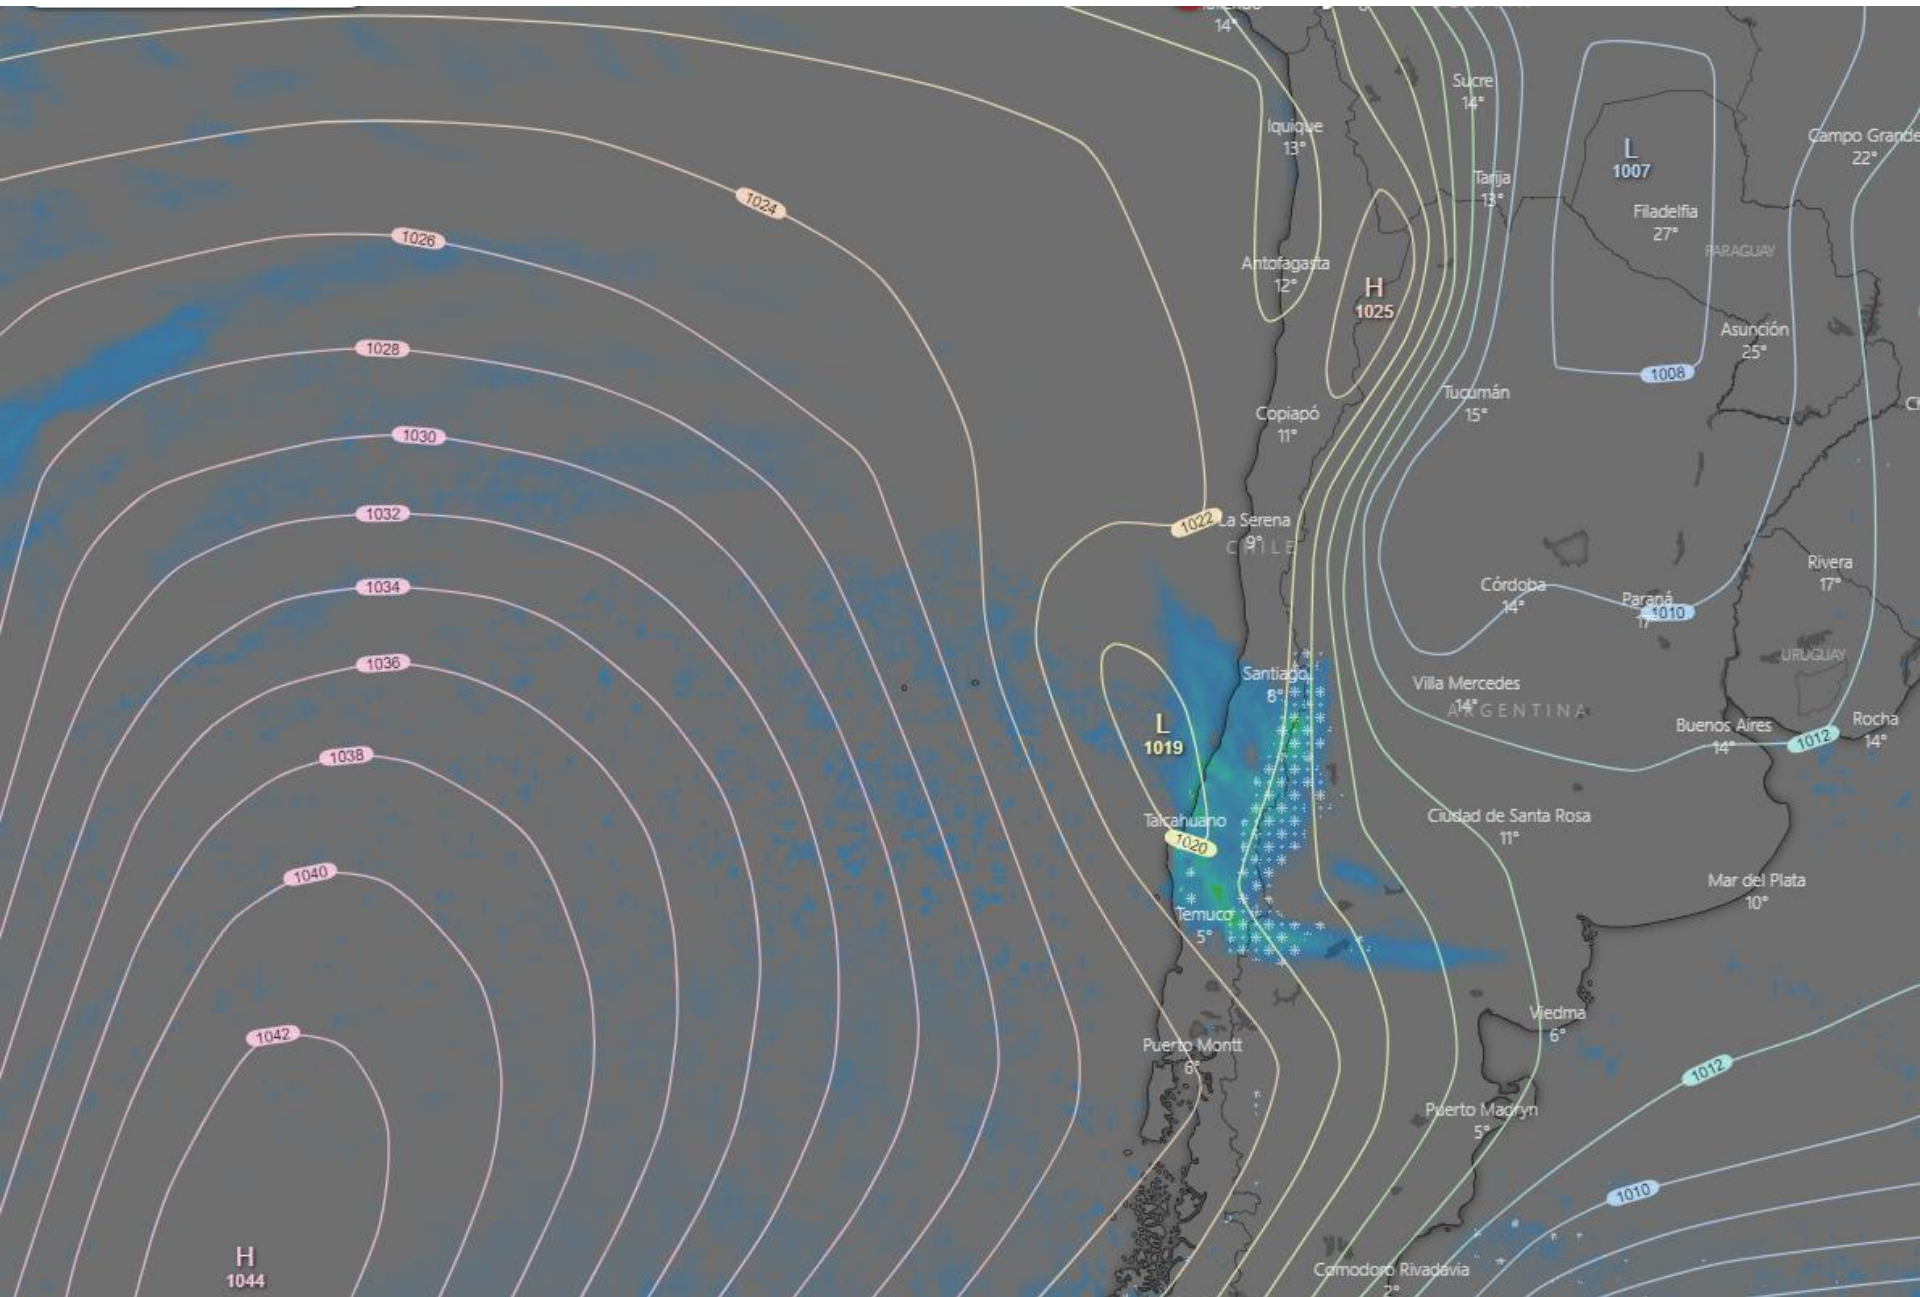 14°
Sucre
14°
Iquique
13°
Campo Grande
22°
L
1007
Tarija
13°
1024
Filadelfia
27°
PARAGUAY
1026
Antofagasta
12°
H
1025
Asunción
25°
1028
1008
Tucumán
15°
Copiapó
11°
1030
1032
1022
La Serena
9°
CHILE
Rivera
17°
1034
Córdoba
14°
Paraná
17
1010
1036
URUGUAY
Santiago
8°
Villa Mercedes
14°
ARGENTINA
L
1019
Buenos Aires
14°
1012
Rocha
14°
1038
Talcahuano
1020
Ciudad de Santa Rosa
11°
1040
Mar del Plata
10°
Temuco
5°
1042
Viedma
6°
Puerto Montt
6°
1012
Puerto Madryn
5°
1010
H
1044
Comodoro Rivadavia